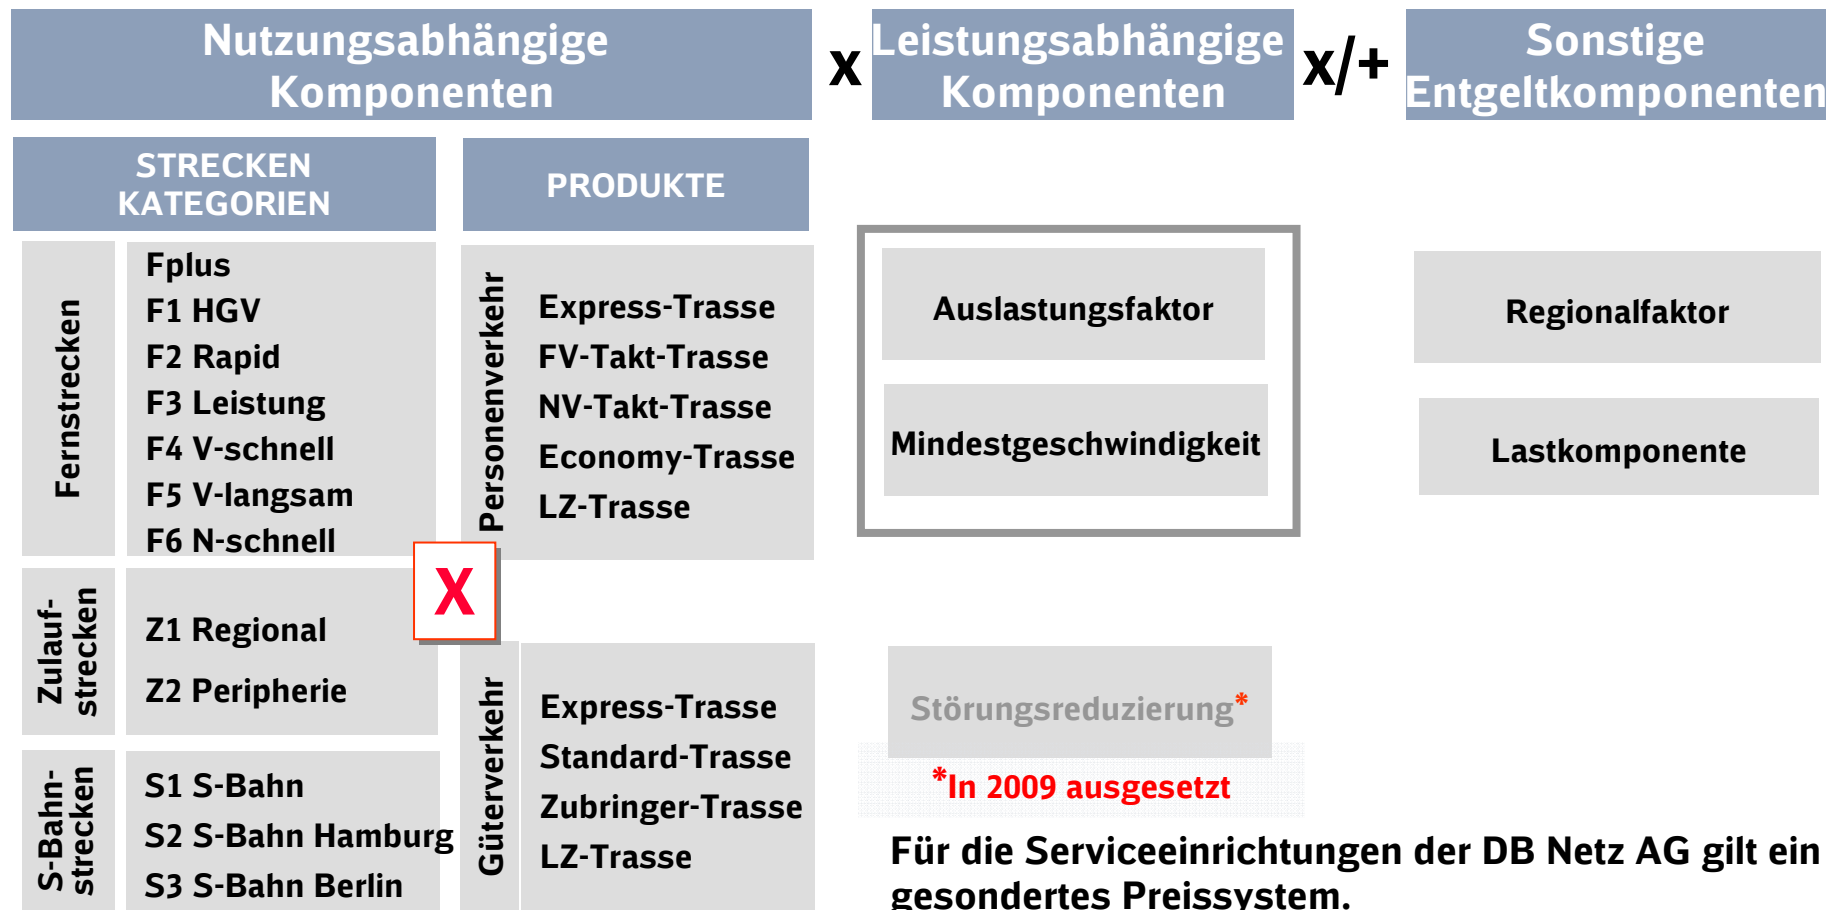 Nutzungsabhängige
Komponenten
x
Leistungsabhängige
Komponenten
x/+
Sonstige
Entgeltkomponenten
STRECKEN
KATEGORIEN
PRODUKTE
Fernstrecken
Fplus
F1 HGV
F2 Rapid
F3 Leistung
F4 V-schnell
F5 V-langsam
F6 N-schnell
Zulauf-
strecken
Z1 Regional
Z2 Peripherie
S-Bahn-
strecken
S1 S-Bahn
S2 S-Bahn Hamburg
S3 S-Bahn Berlin
X
Personenverkehr
Express-Trasse
FV-Takt-Trasse
NV-Takt-Trasse
Economy-Trasse
LZ-Trasse
Güterverkehr
Express-Trasse
Standard-Trasse
Zubringer-Trasse
LZ-Trasse
Auslastungsfaktor
Mindestgeschwindigkeit
Störungsreduzierung*
*In 2009 ausgesetzt
Regionalfaktor
Lastkomponente
Für die Serviceeinrichtungen der DB Netz AG gilt ein
gesondertes Preissystem.